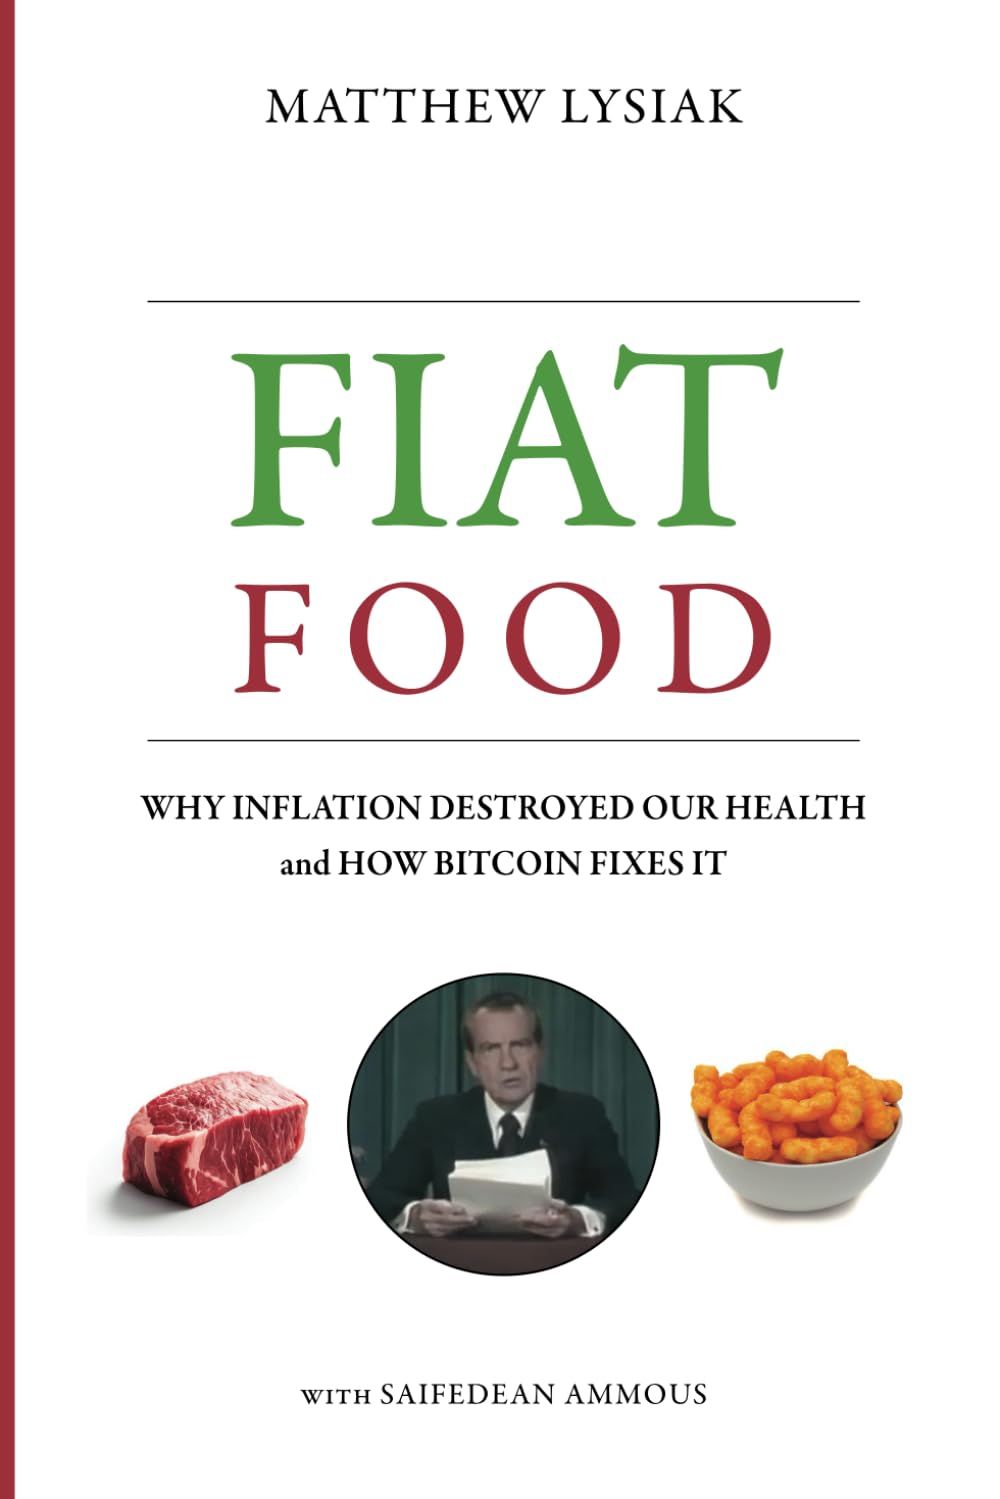 MATTHEW LYSIAK
FIAT
FOOD
WHY INFLATION DESTROYED OUR HEALTH
and HOW BITCOIN FIXES IT
WITH SAIFEDEAN AMMOUS